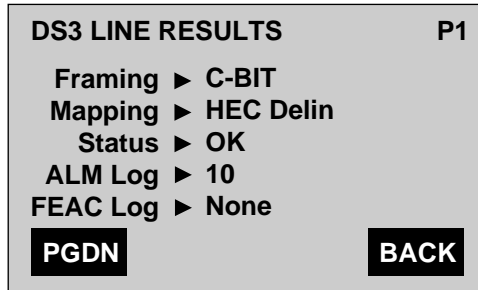 DS3 LINE RESULTS P1
Framing ► C-BIT
Mapping ► HEC Delin
Status ► OK
ALM Log ► 10
FEAC Log ► None
PGDN BACK